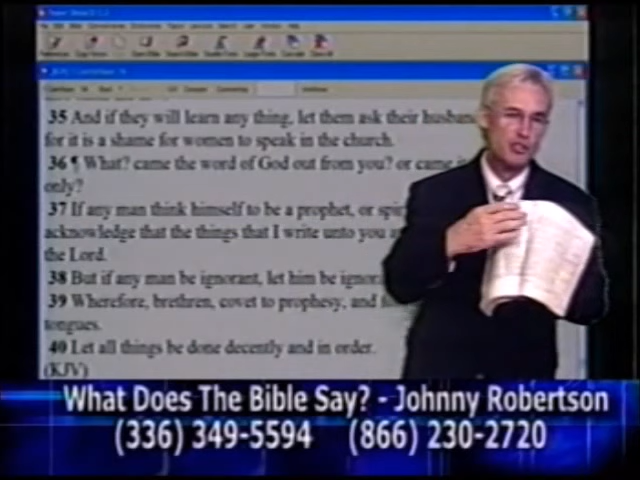 35 And if they will learn any thing, let them ask their husban
for it is a shame for women to speak in the church.
36 ¶ What? came the word of God out from you? or came it
only?
37 If any man think himself to be a prophet, or spir
acknowledge that the things that I write unto you a
the Lord.
38 But if any man be ignorant, let him be ignor
39 Wherefore, brethren, covet to prophesy, and fo
tongues.
40 Let all things be done decently and in order.
(KJV)
What Does The Bible Say? - Johnny Robertson
(336) 349-5594 (866) 230-2720